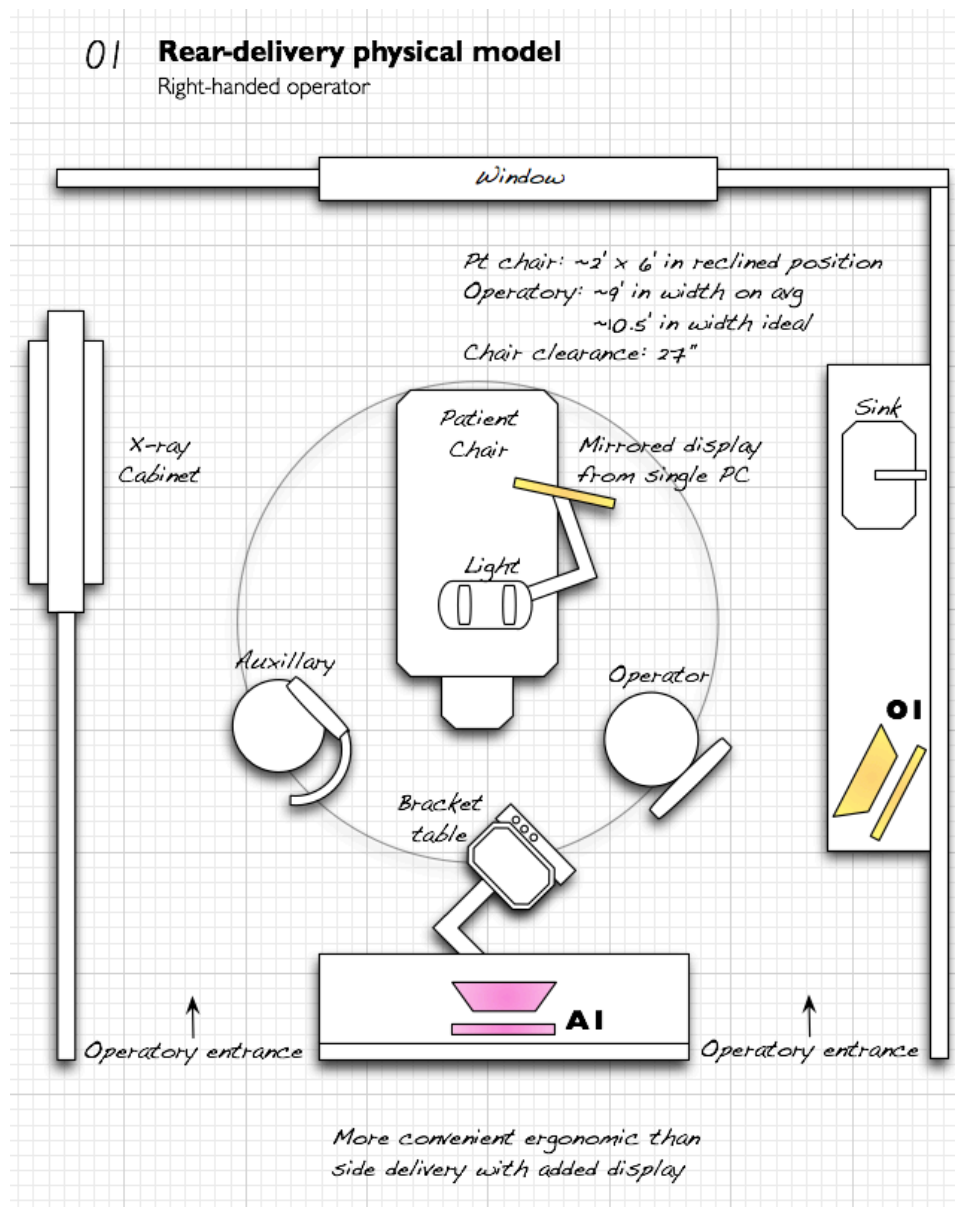 01 Rear-delivery physical model
Right-handed operator
Window
Pt chair: ~2' x 6' in reclined position
Operatory: ~9' in width on avg
~10.5' in width ideal
Chair clearance: 27"
Patient
Chair
Sink
X-ray
Cabinet
Mirrored display
from single PC
Light
Auxillary
Operator
01
Bracket
table
A1
Operatory entrance
Operatory entrance
More convenient ergonomic than
side delivery with added display